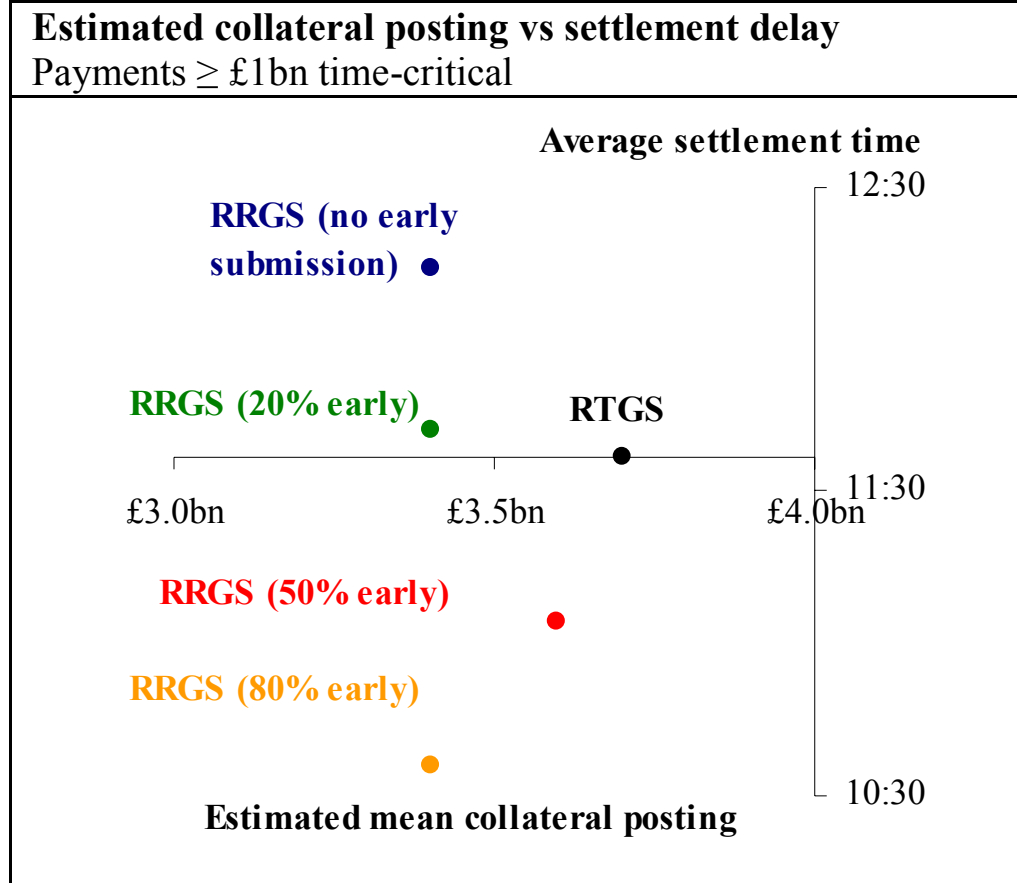 Estimated collateral posting vs settlement delay
Payments ≥ £1bn time-critical
Average settlement time
12:30
RRGS (no early
submission)
RRGS (20% early)
RTGS
11:30
£3.0bn
£3.5bn
£4.0bn
RRGS (50% early)
RRGS (80% early)
10:30
Estimated mean collateral posting